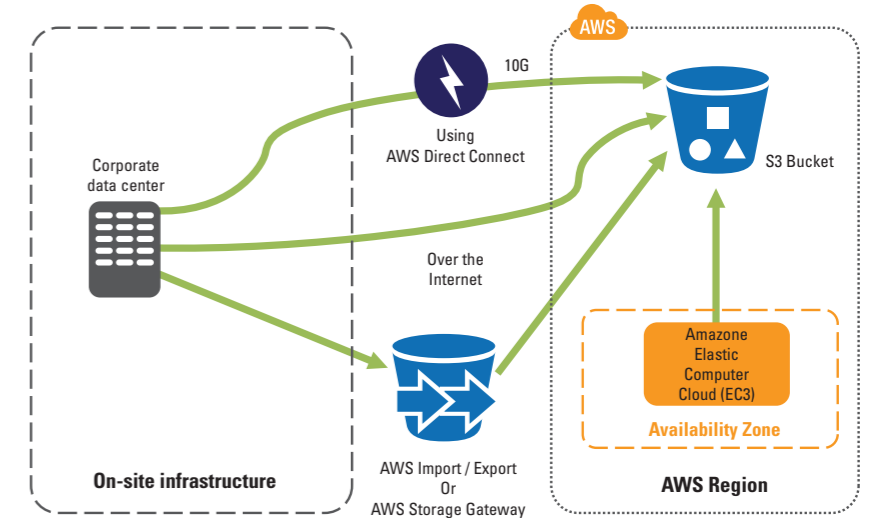 AWS
10G
Using
AWS Direct Connect
Corporate
data center
S3 Bucket
Over the
Internet
Amazone
Elastic
Computer
Cloud (EC3)
Availability Zone
On-site infrastructure
AWS Import / Export
Or
AWS Storage Gateway
AWS Region